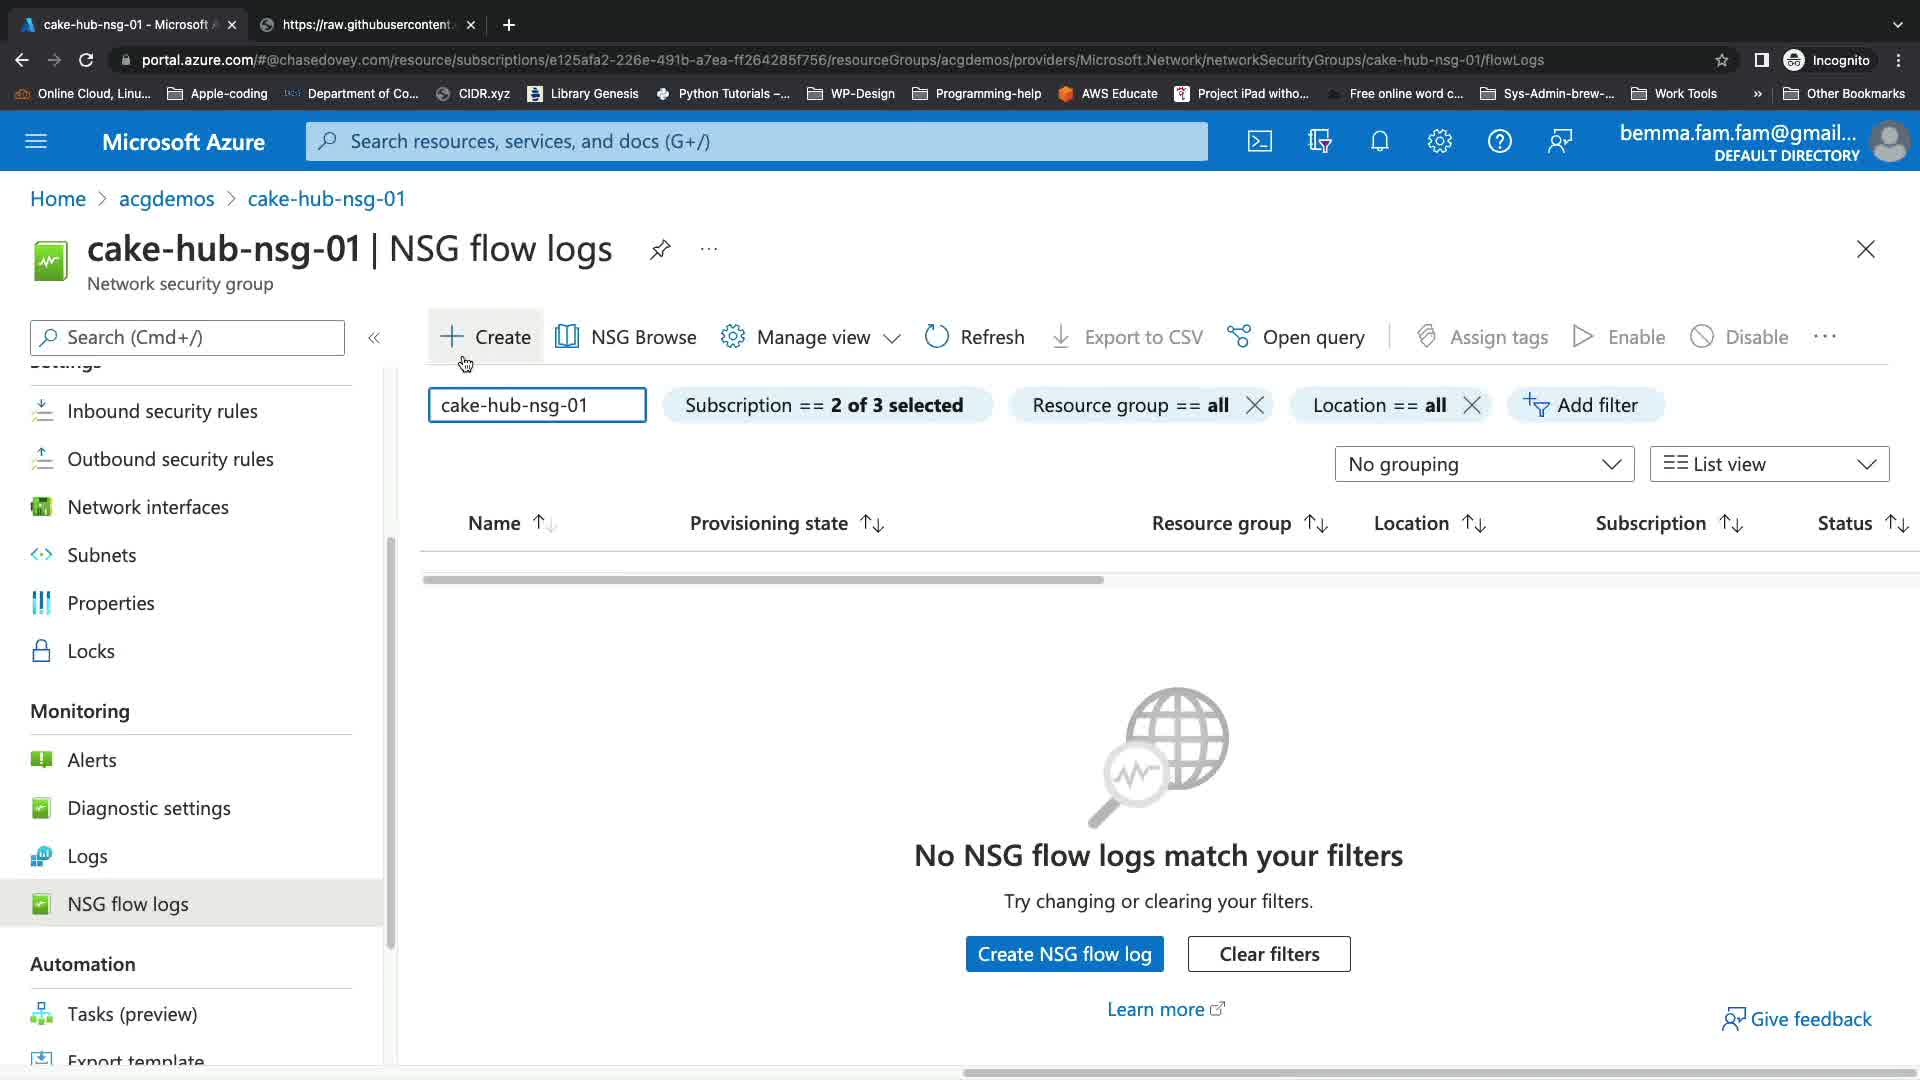 cake-hub-nsg-01 - Microsoft A
https://raw.githubusercontent.
portal.azure.com/#@chasedovey.com/resource/subscriptions/e125afa2-226e-491b-a7ea-ff264285f756/resourceGroups/acgdemos/providers/Microsoft.Network/networkSecurityGroups/cake-hub-nsg-01/flowLogs
Incognito
Online Cloud, Linu...
Apple-coding
Department of Co...
CIDR.xyz
Library Genesis
Python Tutorials –...
WP-Design
Programming-help
AWS Educate
Project iPad witho...
Free online word c...
Sys-Admin-brew-...
Work Tools
»
Other Bookmarks
Microsoft Azure
Search resources, services, and docs (G+/)
bemma.fam.fam@gmail...
DEFAULT DIRECTORY
Home > acgdemos > cake-hub-nsg-01
cake-hub-nsg-01 | NSG flow logs
Network security group
Search (Cmd+/)
«
Create
NSG Browse
Manage view
Refresh
Export to CSV
Open query
Assign tags
Enable
Disable
Settings
Inbound security rules
Outbound security rules
Network interfaces
Subnets
Properties
Locks
Monitoring
Alerts
Diagnostic settings
Logs
NSG flow logs
Automation
Tasks (preview)
Export template
cake-hub-nsg-01
Subscription == 2 of 3 selected
Resource group == all
Location == all
Add filter
No grouping
List view
Name
Provisioning state
Resource group
Location
Subscription
Status
No NSG flow logs match your filters
Try changing or clearing your filters.
Create NSG flow log
Clear filters
Learn more
Give feedback